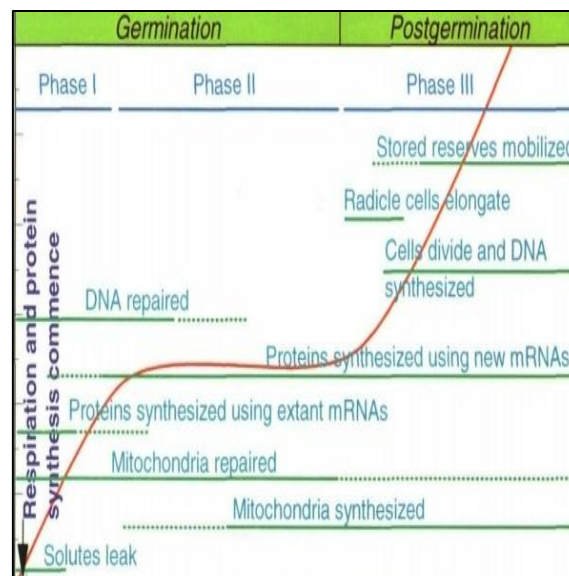 Germination Postgermination
Phase I Phase II Phase III
Stored reserves mobilized
Radicle cells elongate
Cells divide and DNA
synthesized
DNA repaired
Proteins synthesized using new mRNAs
Proteins synthesized using extant mRNAs
Mitochondria repaired
Mitochondria synthesized
Solutes leak
Respiration and protein
synthesis commence